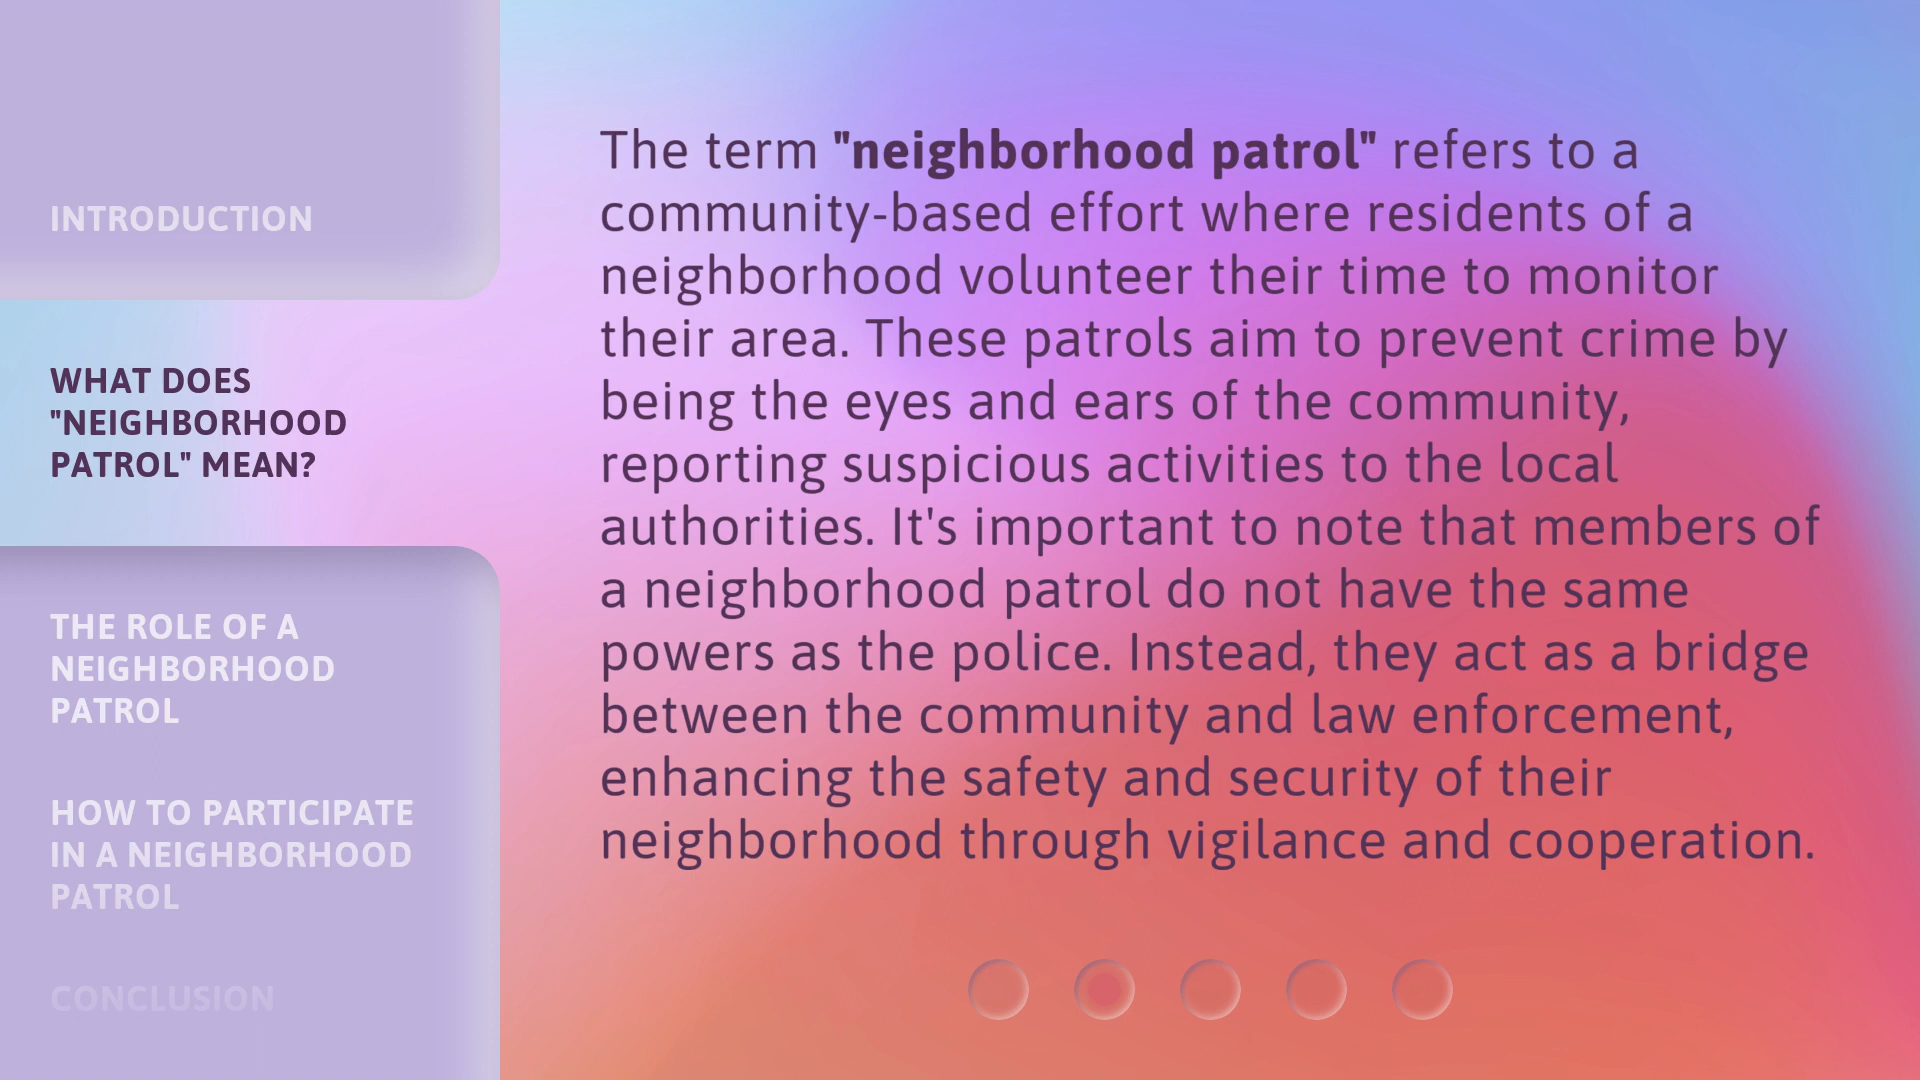 INTRODUCTION
WHAT DOES
"NEIGHBORHOOD
PATROL" MEAN?
THE ROLE OF A
NEIGHBORHOOD
PATROL
HOW TO PARTICIPATE
IN A NEIGHBORHOOD
PATROL
CONCLUSION
The term "neighborhood patrol" refers to a
community-based effort where residents of a
neighborhood volunteer their time to monitor
their area. These patrols aim to prevent crime by
being the eyes and ears of the community,
reporting suspicious activities to the local
authorities. It's important to note that members of
a neighborhood patrol do not have the same
powers as the police. Instead, they act as a bridge
between the community and law enforcement,
enhancing the safety and security of their
neighborhood through vigilance and cooperation.